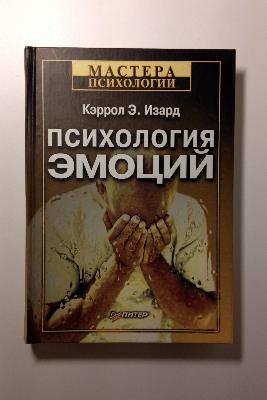 МАСТЕРА
ПСИХОЛОГИИ
Кэррол Э. Изард
ПСИХОЛОГИЯ
ЭМОЦИЙ
ПИТЕР